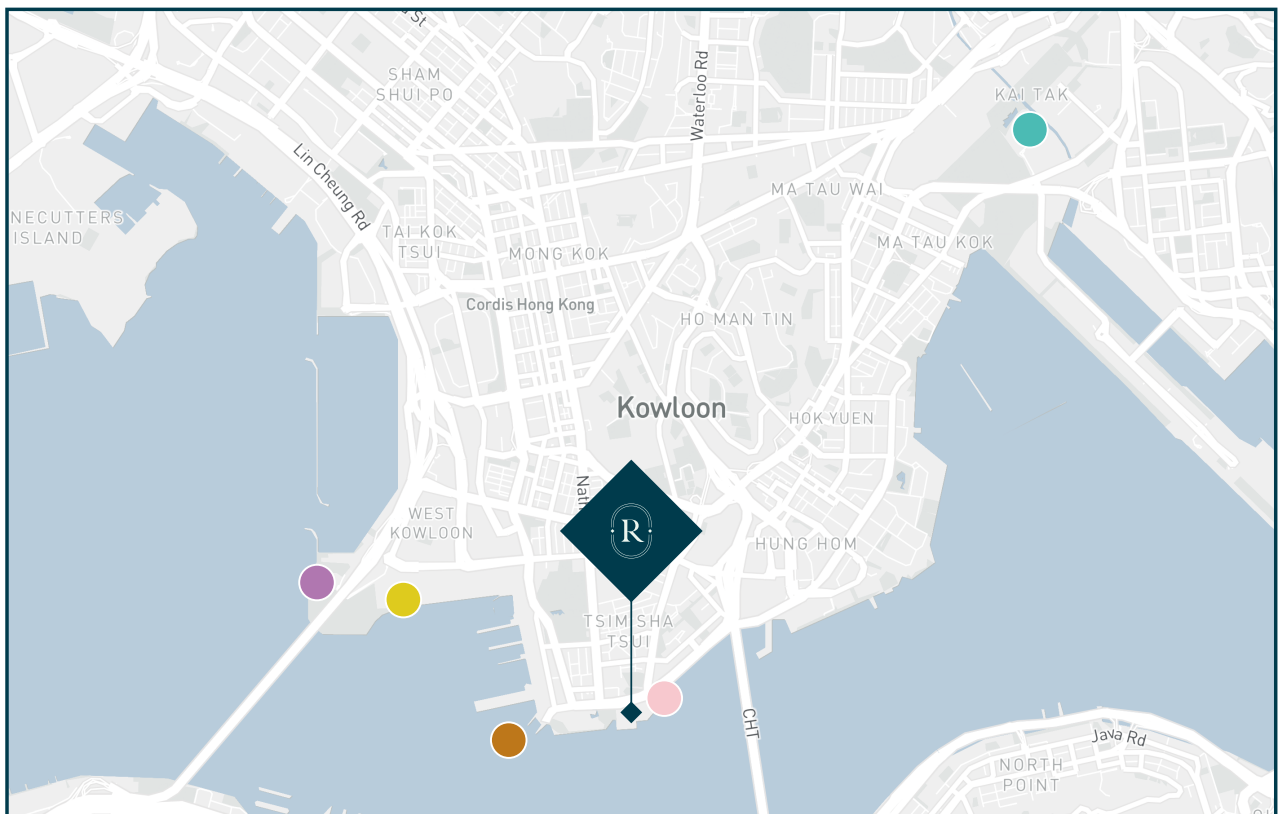 St
SHAM
SHUI PO
Waterloo Rd
KAI TAK
Lin Cheung Rd
MA TAU WAI
NECUTTERS
ISLAND
TAI KOK
TSUI
MONG KOK
MA TAU KOK
Cordis Hong Kong
HO MAN TIN
Kowloon
HOK YUEN
Nath
WEST
KOWLOON
R
HUNG HOM
TSIM SHA
TSUI
CHT
Java Rd
NORTH
POINT